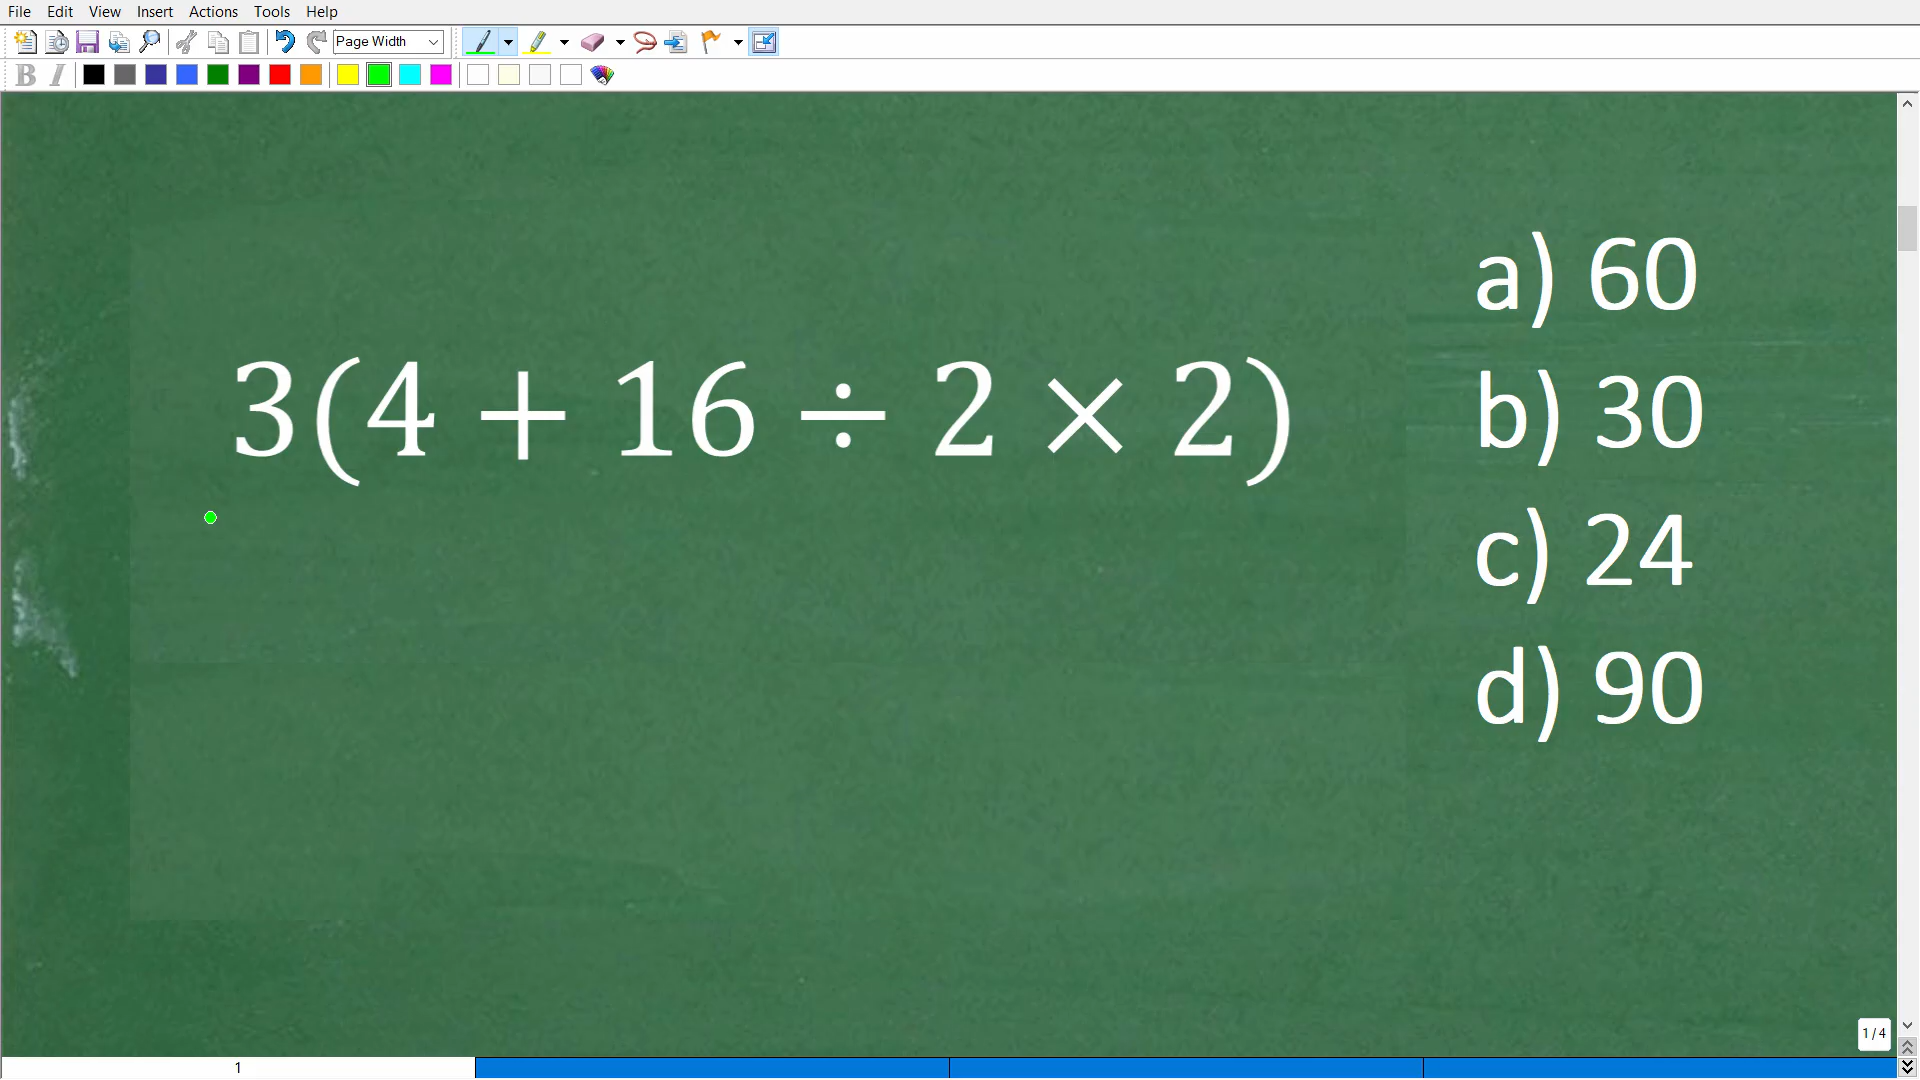 File Edit View Insert Actions Tools Help
Page Width
B I
3(4 + 16 ÷ 2 × 2)
a) 60
b) 30
c) 24
d) 90
1 / 4
1